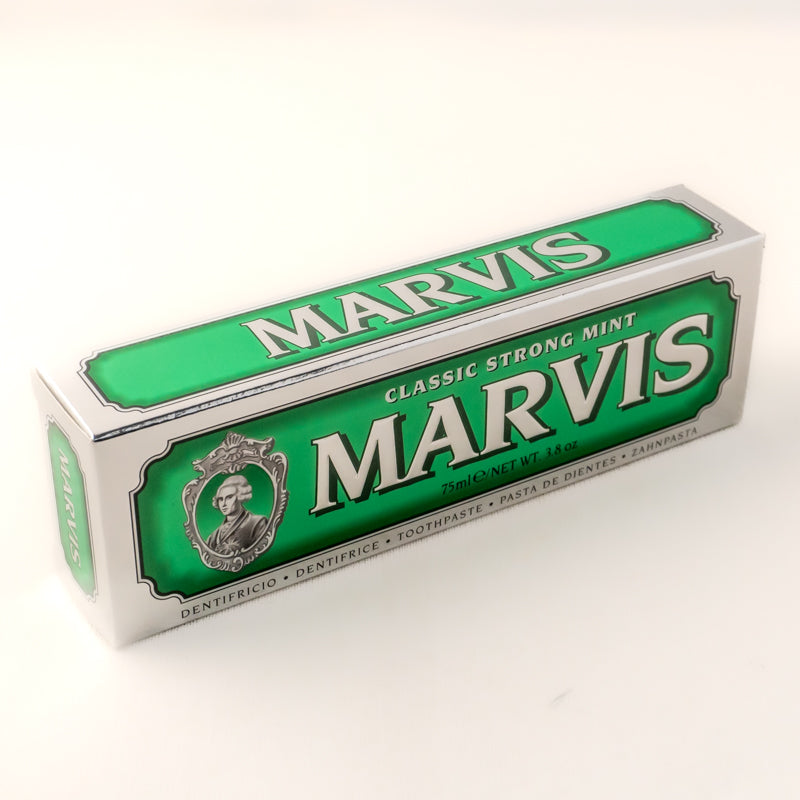 MARVIS
CLASSIC STRONG MINT
MARVIS
75ml ℮/NET WT. 3.8 oz
DENTIFRICIO • DENTIFRICE • TOOTHPASTE • PASTA DE DIENTES • ZAHNPASTA
MARVIS